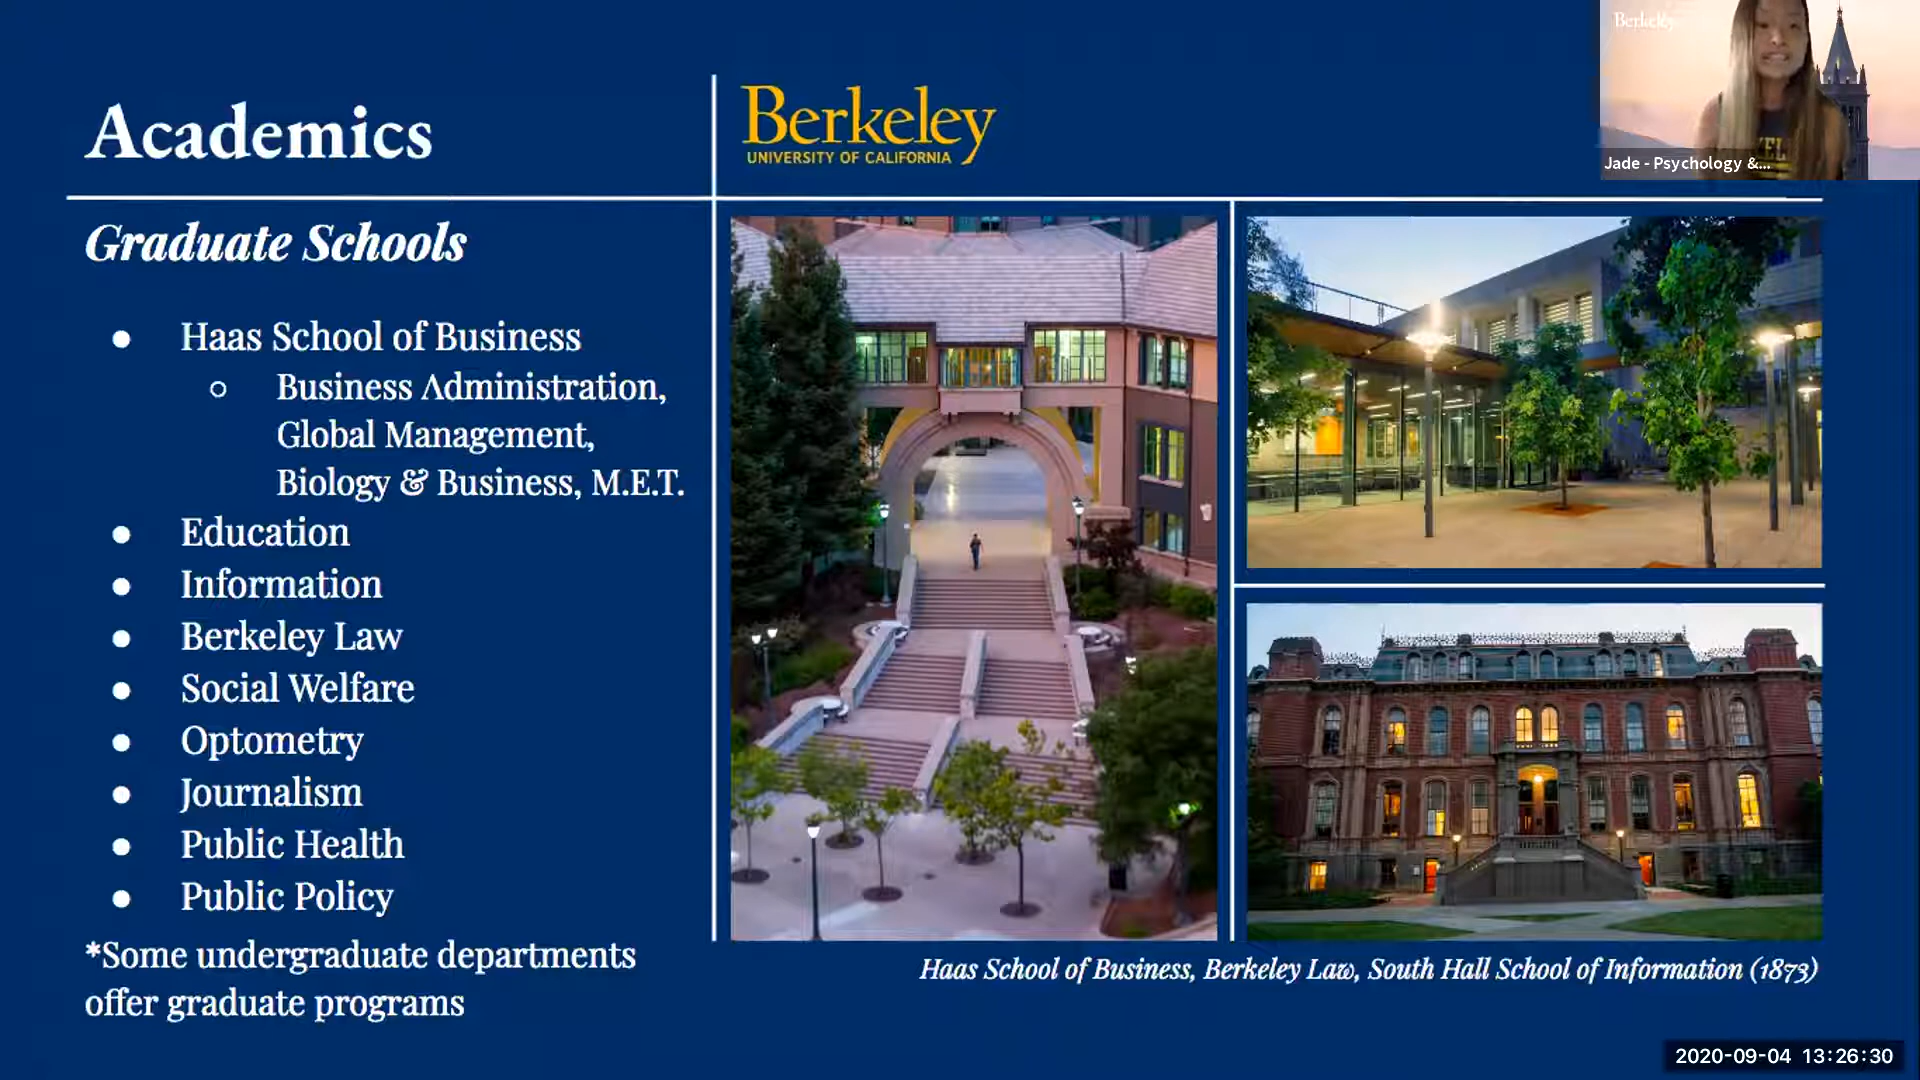 Academics
Berkeley
UNIVERSITY OF CALIFORNIA
Berkeley
Jade - Psychology &...
Graduate Schools
● Haas School of Business
○ Business Administration,
Global Management,
Biology & Business, M.E.T.
● Education
● Information
● Berkeley Law
● Social Welfare
● Optometry
● Journalism
● Public Health
● Public Policy
*Some undergraduate departments
offer graduate programs
Haas School of Business, Berkeley Law, South Hall School of Information (1873)
2020-09-04 13:26:30